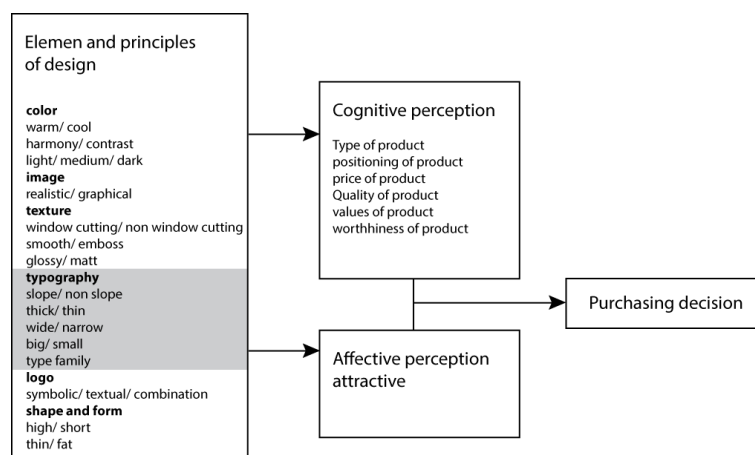 Elemen and principles
of design
color
warm/ cool
harmony/ contrast
light/ medium/ dark
image
realistic/ graphical
texture
window cutting/ non window cutting
smooth/ emboss
glossy/ matt
typography
slope/ non slope
thick/ thin
wide/ narrow
big/ small
type family
logo
symbolic/ textual/ combination
shape and form
high/ short
thin/ fat
Cognitive perception
Type of product
positioning of product
price of product
Quality of product
values of product
worthhiness of product
Affective perception
attractive
Purchasing decision